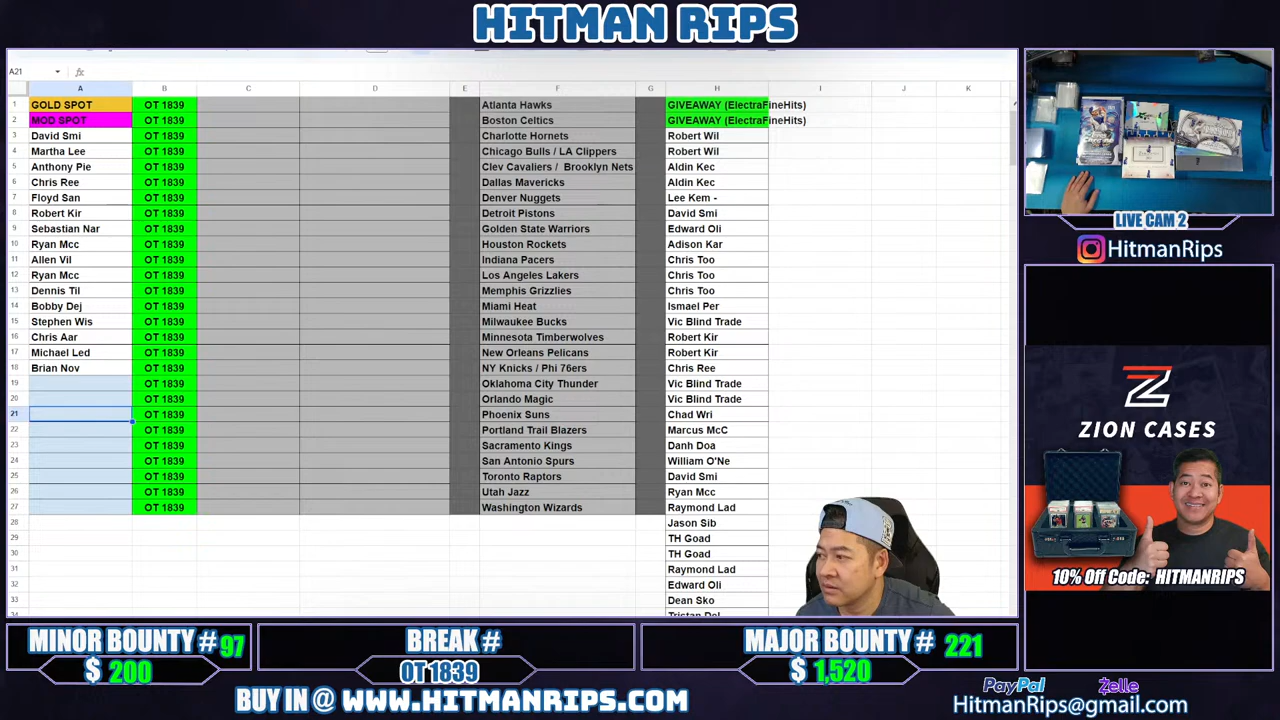 HITMAN RIPS
A21 fx
A B C D E F G H I J K
1 GOLD SPOT OT 1839 Atlanta Hawks GIVEAWAY (ElectraFineHits)
2 MOD SPOT OT 1839 Boston Celtics GIVEAWAY (ElectraFineHits)
3 David Smi OT 1839 Charlotte Hornets Robert Wil
4 Martha Lee OT 1839 Chicago Bulls / LA Clippers Robert Wil
5 Anthony Pie OT 1839 Clev Cavaliers / Brooklyn Nets Aldin Kec
6 Chris Ree OT 1839 Dallas Mavericks Aldin Kec
7 Floyd San OT 1839 Denver Nuggets Lee Kem -
8 Robert Kir OT 1839 Detroit Pistons David Smi
9 Sebastian Nar OT 1839 Golden State Warriors Edward Oli
10 Ryan Mcc OT 1839 Houston Rockets Adison Kar
11 Allen Vil OT 1839 Indiana Pacers Chris Too
12 Ryan Mcc OT 1839 Los Angeles Lakers Chris Too
13 Dennis Til OT 1839 Memphis Grizzlies Chris Too
14 Bobby Dej OT 1839 Miami Heat Ismael Per
15 Stephen Wis OT 1839 Milwaukee Bucks Vic Blind Trade
16 Chris Aar OT 1839 Minnesota Timberwolves Robert Kir
17 Michael Led OT 1839 New Orleans Pelicans Robert Kir
18 Brian Nov OT 1839 NY Knicks / Phi 76ers Chris Ree
19 OT 1839 Oklahoma City Thunder Vic Blind Trade
20 OT 1839 Orlando Magic Vic Blind Trade
21 OT 1839 Phoenix Suns Chad Wri
22 OT 1839 Portland Trail Blazers Marcus McC
23 OT 1839 Sacramento Kings Danh Doa
24 OT 1839 San Antonio Spurs William O'Ne
25 OT 1839 Toronto Raptors David Smi
26 OT 1839 Utah Jazz Ryan Mcc
27 OT 1839 Washington Wizards Raymond Lad
28 Jason Sib
29 TH Goad
30 TH Goad
31 Raymond Lad
32 Edward Oli
33 Dean Sko
34 Tristan Del
LIVE CAM 2
HitmanRips
ZION CASES
10% Off Code: HITMANRIPS
MINOR BOUNTY # 97
$ 200
BREAK #
OT 1839
MAJOR BOUNTY # 221
$ 1,520
BUY IN @ WWW.HITMANRIPS.COM
PayPal Zelle
HitmanRips@gmail.com